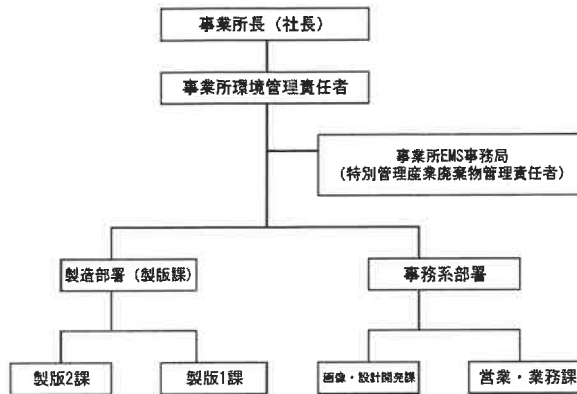 事業所長（社長）
事業所環境管理責任者
事業所EMS事務局
（特別管理産業廃棄物管理責任者）
製造部署（製版課）
事務系部署
製版2課
製版1課
画像・設計開発課
営業・業務課